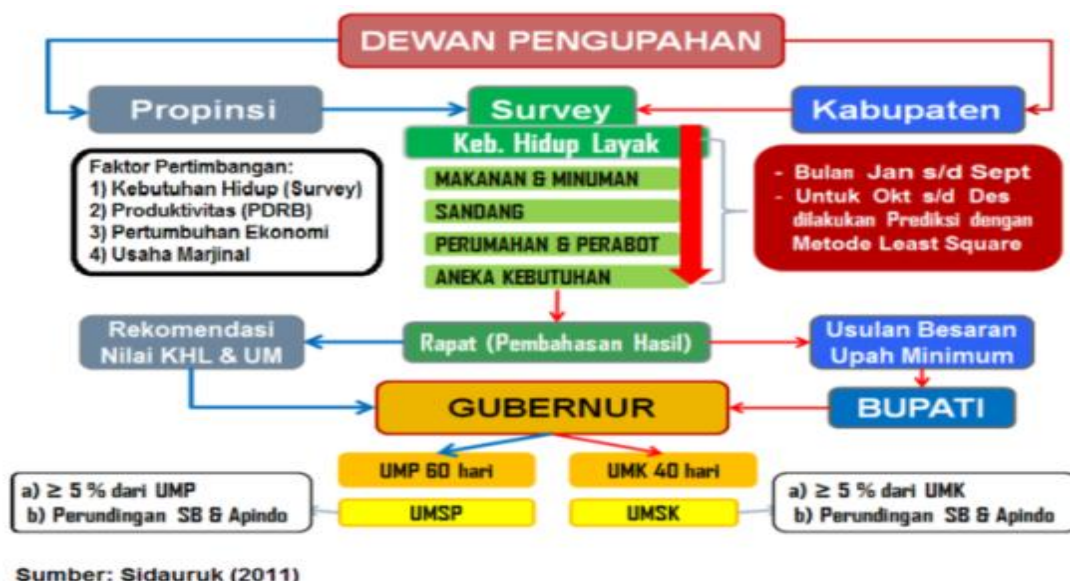 DEWAN PENGUPAHAN
Propinsi
Survey
Kabupaten
Keb. Hidup Layak
Faktor Pertimbangan:
1) Kebutuhan Hidup (Survey)
2) Produktivitas (PDRB)
3) Pertumbuhan Ekonomi
4) Usaha Marjinal
MAKANAN & MINUMAN
SANDANG
PERUMAHAN & PERABOT
ANEKA KEBUTUHAN
- Bulan Jan s/d Sept
- Untuk Okt s/d Des
dilakukan Prediksi dengan
Metode Least Square
Rekomendasi
Nilai KHL & UM
Rapat (Pembahasan Hasil)
Usulan Besaran
Upah Minimum
GUBERNUR
BUPATI
UMP 60 hari
UMK 40 hari
a) ≥ 5 % dari UMP
b) Perundingan SB & Apindo
UMSP
UMSK
a) ≥ 5 % dari UMK
b) Perundingan SB & Apindo
Sumber: Sidauruk (2011)